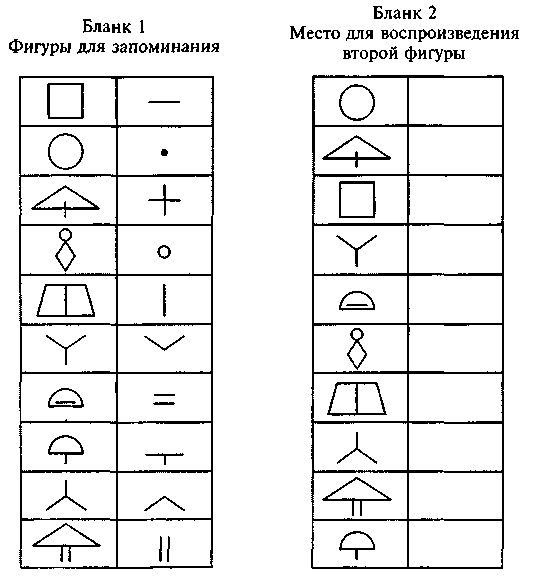 Бланк 1
Фигуры для запоминания
Бланк 2
Место для воспроизведения
второй фигуры